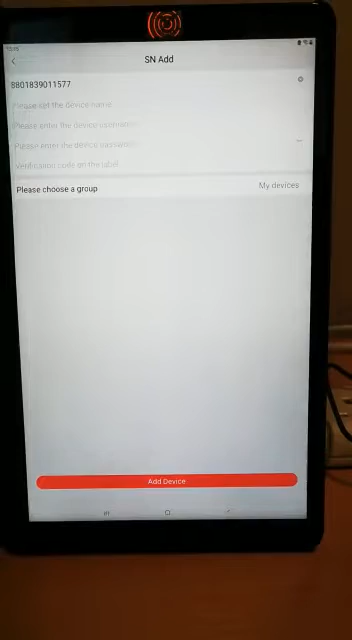 SN Add
8801839011577
Please set the device name
Please enter the device username
Please enter the device password
Verification code on the label
Please choose a group
My devices
Add Device